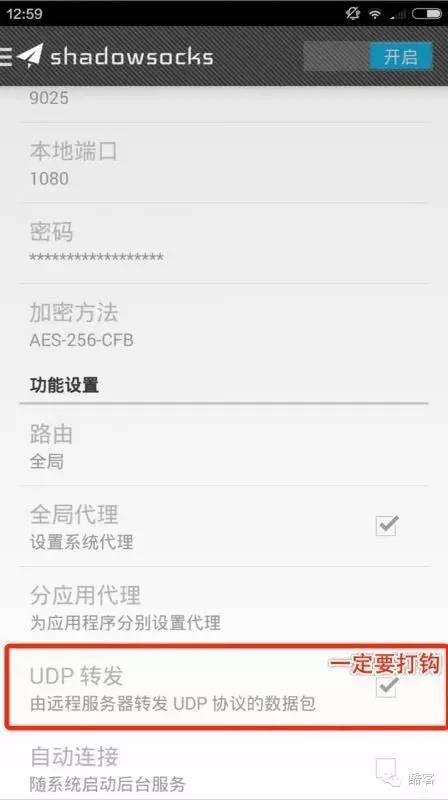 12:59
shadowsocks
开启
9025
本地端口
1080
密码
******************
加密方法
AES-256-CFB
功能设置
路由
全局
全局代理
设置系统代理
分应用代理
为应用程序分别设置代理
一定要打钩
UDP 转发
由远程服务器转发 UDP 协议的数据包
自动连接
随系统启动后台服务
酷客